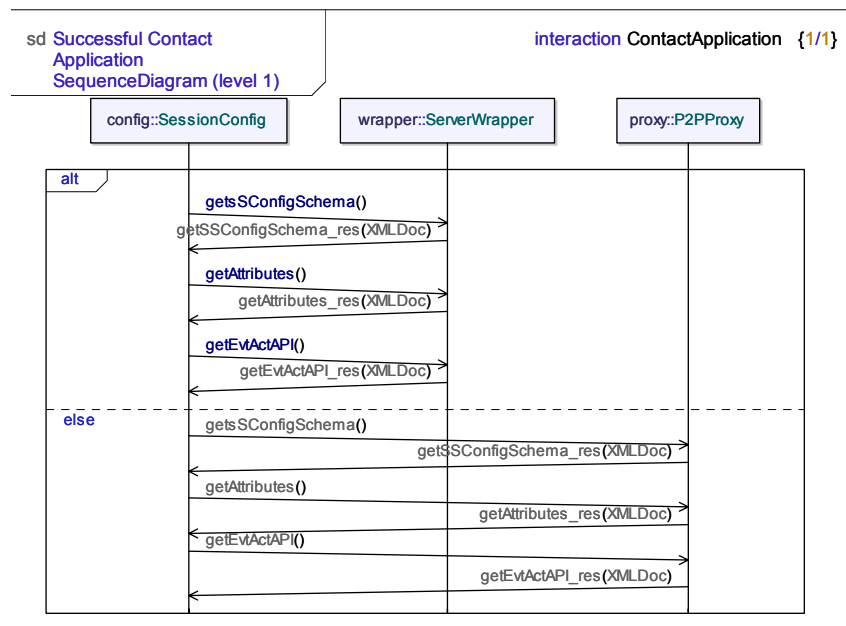 sd Successful Contact
Application
SequenceDiagram (level 1)
interaction ContactApplication {1/1}
config::SessionConfig
wrapper::ServerWrapper
proxy::P2PProxy
alt
getsSConfigSchema()
getSSConfigSchema_res(XMLDoc)
getAttributes()
getAttributes_res(XMLDoc)
getEvtActAPI()
getEvtActAPI_res(XMLDoc)
else
getsSConfigSchema()
getSSConfigSchema_res(XMLDoc)
getAttributes()
getAttributes_res(XMLDoc)
getEvtActAPI()
getEvtActAPI_res(XMLDoc)